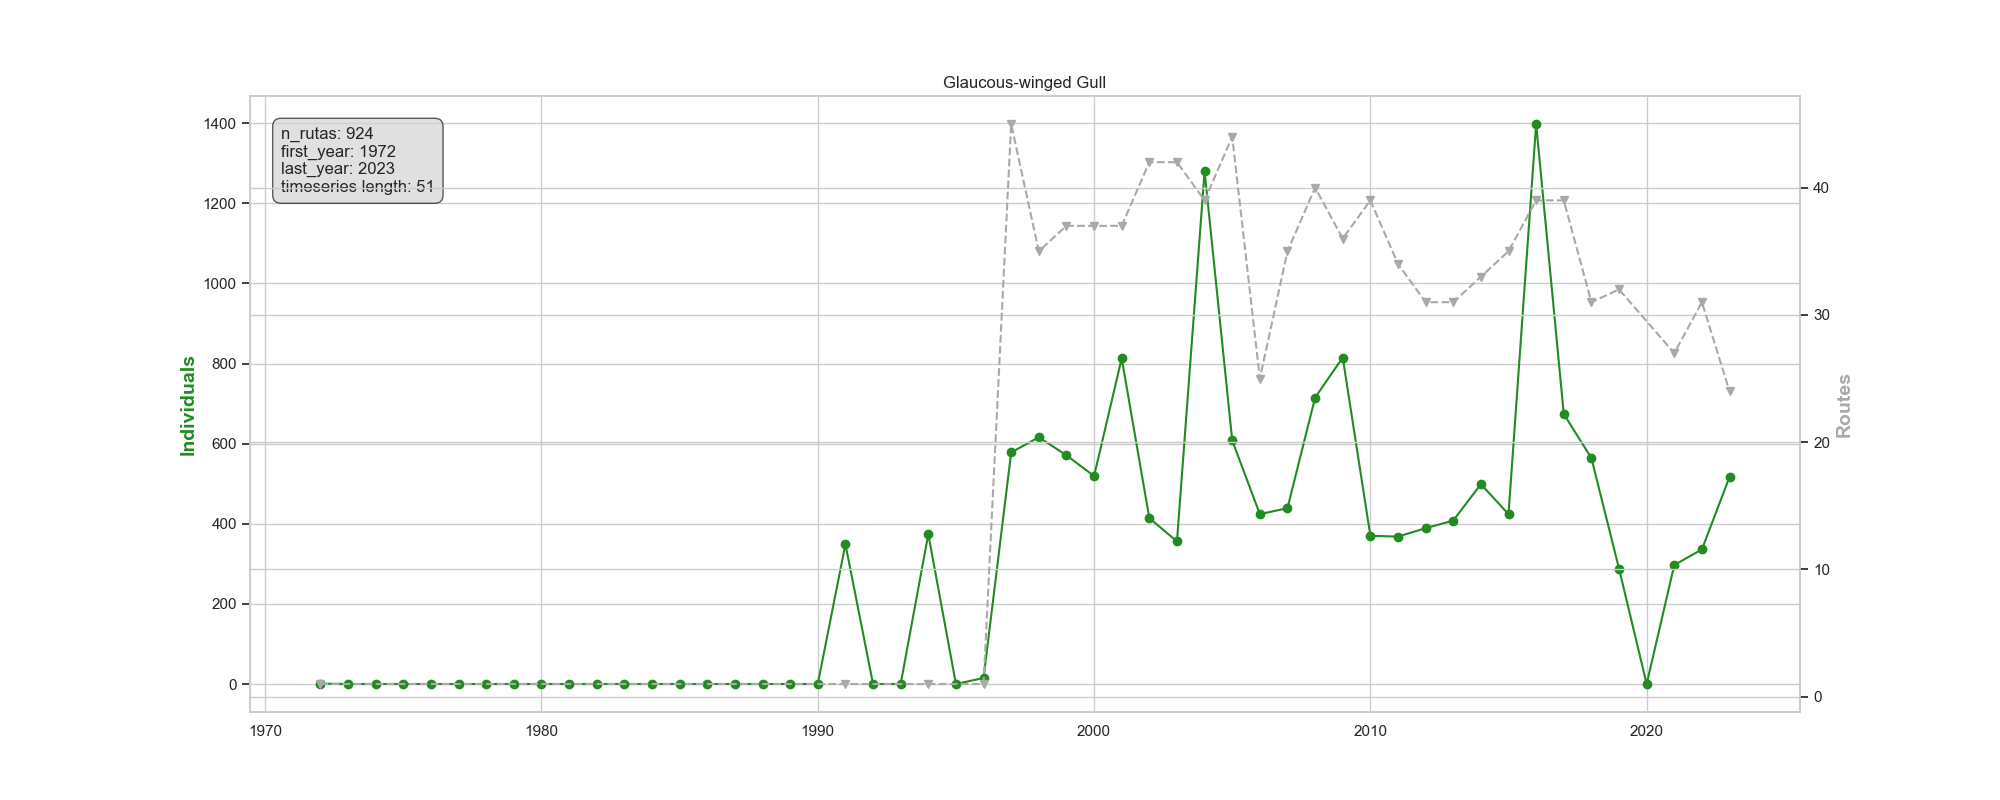 Glaucous-winged Gull
n_rutas: 924
first_year: 1972
last_year: 2023
timeseries length: 51
1400
1200
1000
800
600
400
200
0
Individuals
40
30
20
10
0
Routes
1970
1980
1990
2000
2010
2020